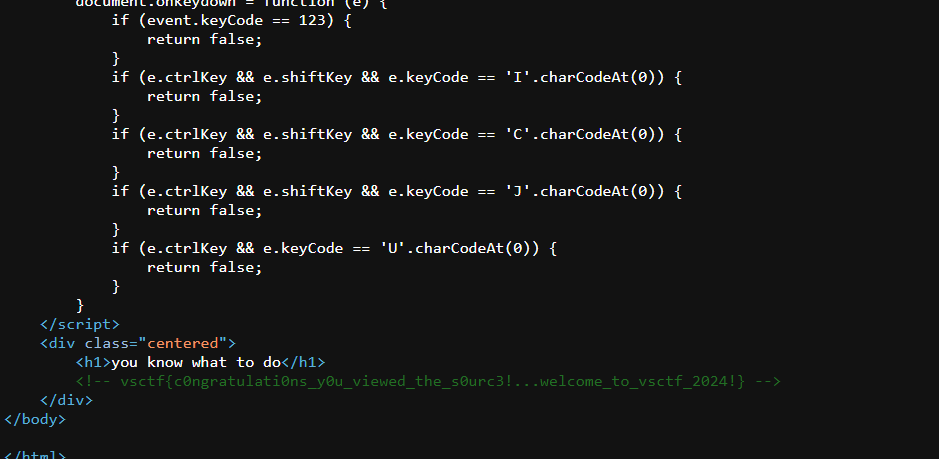 document.onkeydown = function (e) {
if (event.keyCode == 123) {
return false;
}
if (e.ctrlKey && e.shiftKey && e.keyCode == 'I'.charCodeAt(0)) {
return false;
}
if (e.ctrlKey && e.shiftKey && e.keyCode == 'C'.charCodeAt(0)) {
return false;
}
if (e.ctrlKey && e.shiftKey && e.keyCode == 'J'.charCodeAt(0)) {
return false;
}
if (e.ctrlKey && e.keyCode == 'U'.charCodeAt(0)) {
return false;
}
}
</script>
<div class="centered">
<h1>you know what to do</h1>
<!-- vsctf{c0ngratulati0ns_y0u_viewed_the_s0urc3!...welcome_to_vsctf_2024!} -->
</div>
</body>
</html>